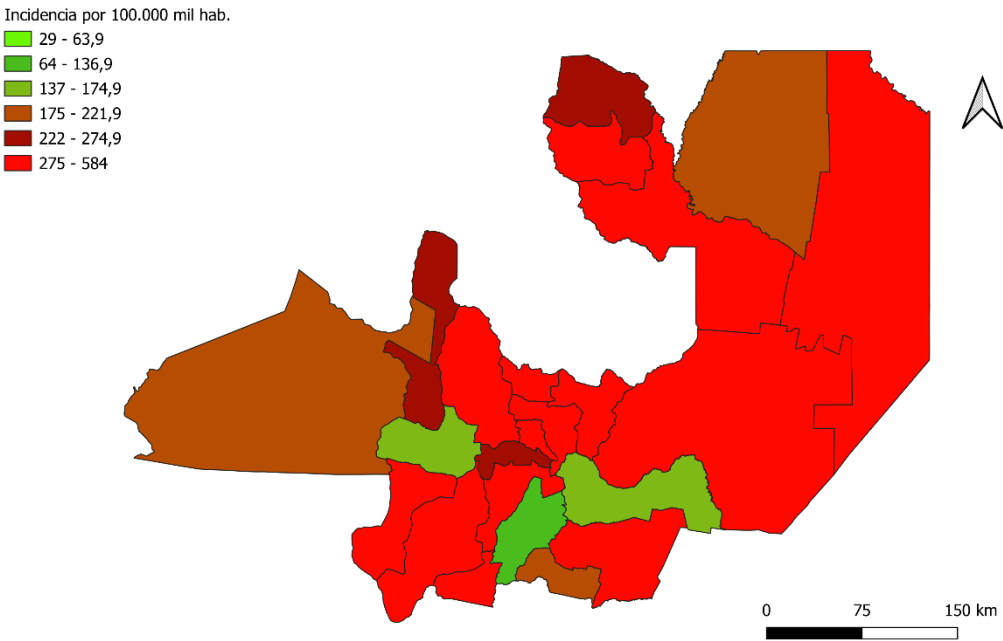 Incidencia por 100.000 mil hab.
29 - 63,9
64 - 136,9
137 - 174,9
175 - 221,9
222 - 274,9
275 - 584
0 75 150 km